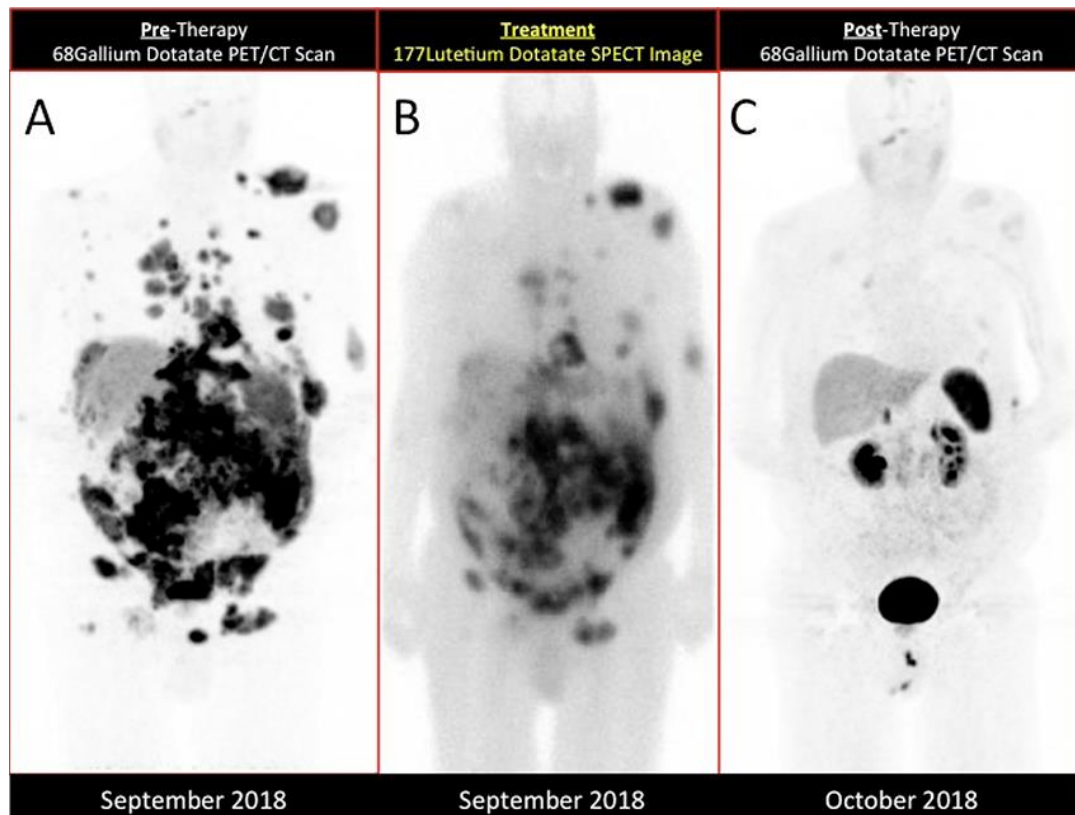 Pre-Therapy
68Gallium Dotatate PET/CT Scan
Treatment
177Lutetium Dotatate SPECT Image
Post-Therapy
68Gallium Dotatate PET/CT Scan
A
B
C
September 2018
September 2018
October 2018